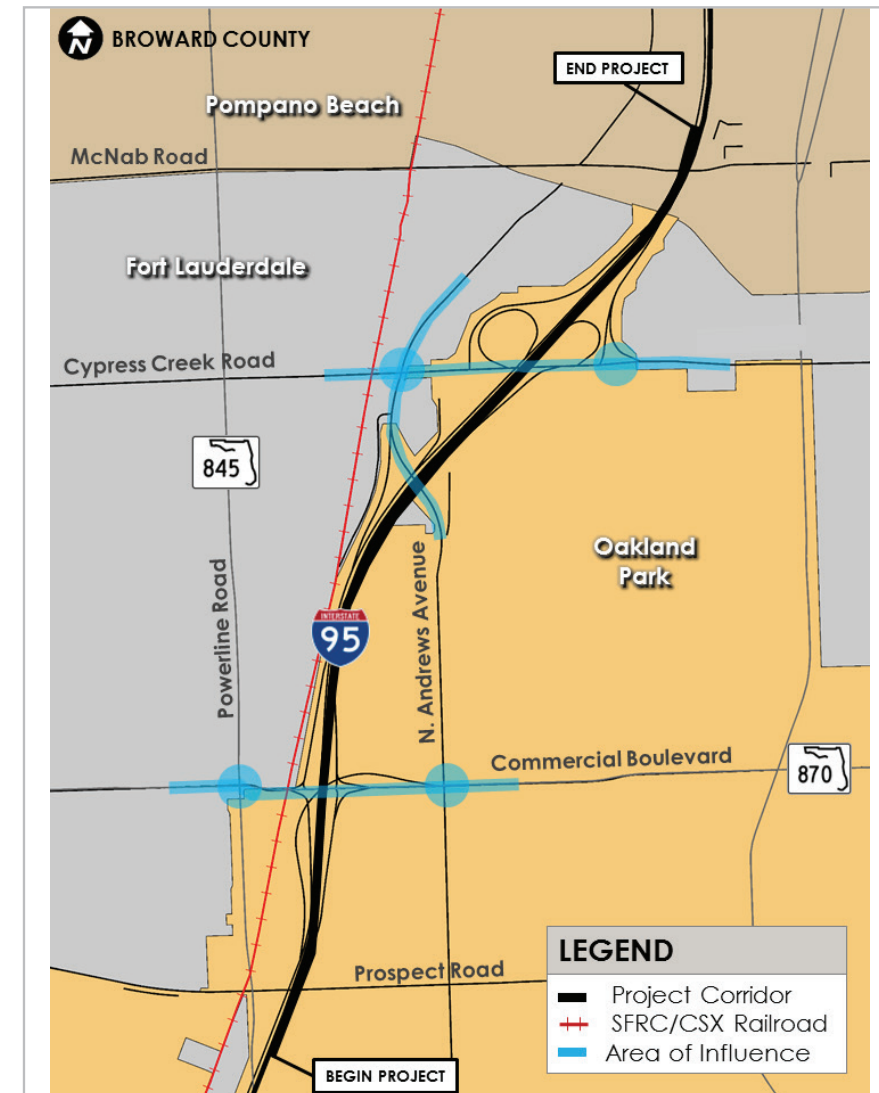 N
BROWARD COUNTY
END PROJECT
Pompano Beach
McNab Road
Fort Lauderdale
Cypress Creek Road
845
Oakland
Park
Powerline Road
INTERSTATE
95
N. Andrews Avenue
Commercial Boulevard
870
Prospect Road
BEGIN PROJECT
LEGEND
Project Corridor
SFRC/CSX Railroad
Area of Influence